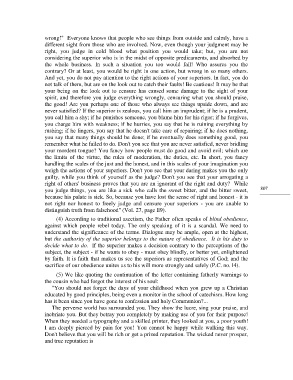 wrong!" Everyone knows that people who see things from outside and calmly, have a
different sight from those who are involved. Now, even though your judgment may be
right, you judge in cold blood what position you would take; but, you are not
considering the superior who is in the midst of opposite predicaments, and absorbed by
the whole business. In such a situation you too would fail! Who assures you the
contrary? Or at least, you would be right in one action, but wrong in so many others.
And yet, you do not pay attention to the right actions of your superiors. In fact, you do
not talk of them, but are on the look out to catch their faults! Be cautious! It may be that
your being on the look out to censure has caused some damage to the sight of your
spirit, and therefore you judge everything wrongly, censuring what you should praise,
the good! Are you perhaps one of those who always see things upside down, and are
never satisfied? If the superior is zealous, you call him an imprudent; if he is a prudent,
you call him a shy; if he punishes someone, you blame him for his rigor; if he forgives,
you charge him with weakness; if he hurries, you say that he is ruining everything by
rushing; if he lingers, you say that he doesn't take care of repairing; if he does nothing,
you say that many things should be done; if he eventually does something good, you
remember what he failed to do. Don't you see that you are never satisfied, never bridling
your mordent tongue? You fancy how people must do good and avoid evil; which are
the limits of the virtue, the rules of moderation, the duties, etc. In short, you fancy
handling the scales of the just and the honest, and in this scales of your imagination you
weigh the actions of your superiors. Don't you see that your daring makes you the only
guilty, while you think of yourself as the judge? Don't you see that your arrogating a
right of others' business proves that you are an ignorant of the right and duty? While
you judge things, you are like a sick who calls the sweet bitter, and the bitter sweet,
because his palate is sick. So, because you have lost the sense of right and honest - it is
not right nor honest to freely judge and censure your superiors - you are unable to
distinguish truth from falsehood" (Vol. 27, page 189).
(4) According to mankind ascetism, the Father often speaks of blind obedience,
against which people rebel today. The only speaking of it is a scandal. We need to
understand the significance of the terms. Dialogue may be ample, open at the highest,
but the authority of the superior belongs to the nature of obedience. It is his duty to
decide what to do. If the superior makes a decision contrary to the perceptions of the
subject, the subject - if he wants to obey - must obey blindly, or better yet, enlightened
by faith. It is faith that makes us see the superiors as representatives of God; and the
sacrifice of our obedience unites us to his will more strongly and safely (P.C. no. 14).
(5) We like quoting the continuation of the letter containing fatherly warnings to
the cousin who had forgot the interest of his soul:
"You should not forget the days of your childhood when you grew up a Christian
educated by good principles, being even a monitor in the school of catechism. How long
has it been since you have gone to confession and holy Communion?...
The perverse world has surrounded you. They show the leave, sing your praise, and
inebriate you. But they betray you completely by making use of you for their purpose!
When they needed a typography and a skilled printer, they looked at you, a poor youth!
I am deeply pierced by pain for you! You cannot be happy while walking this way.
Don't believe that you will be rich or get a prized reputation. The wicked never prosper,
and true reputation is